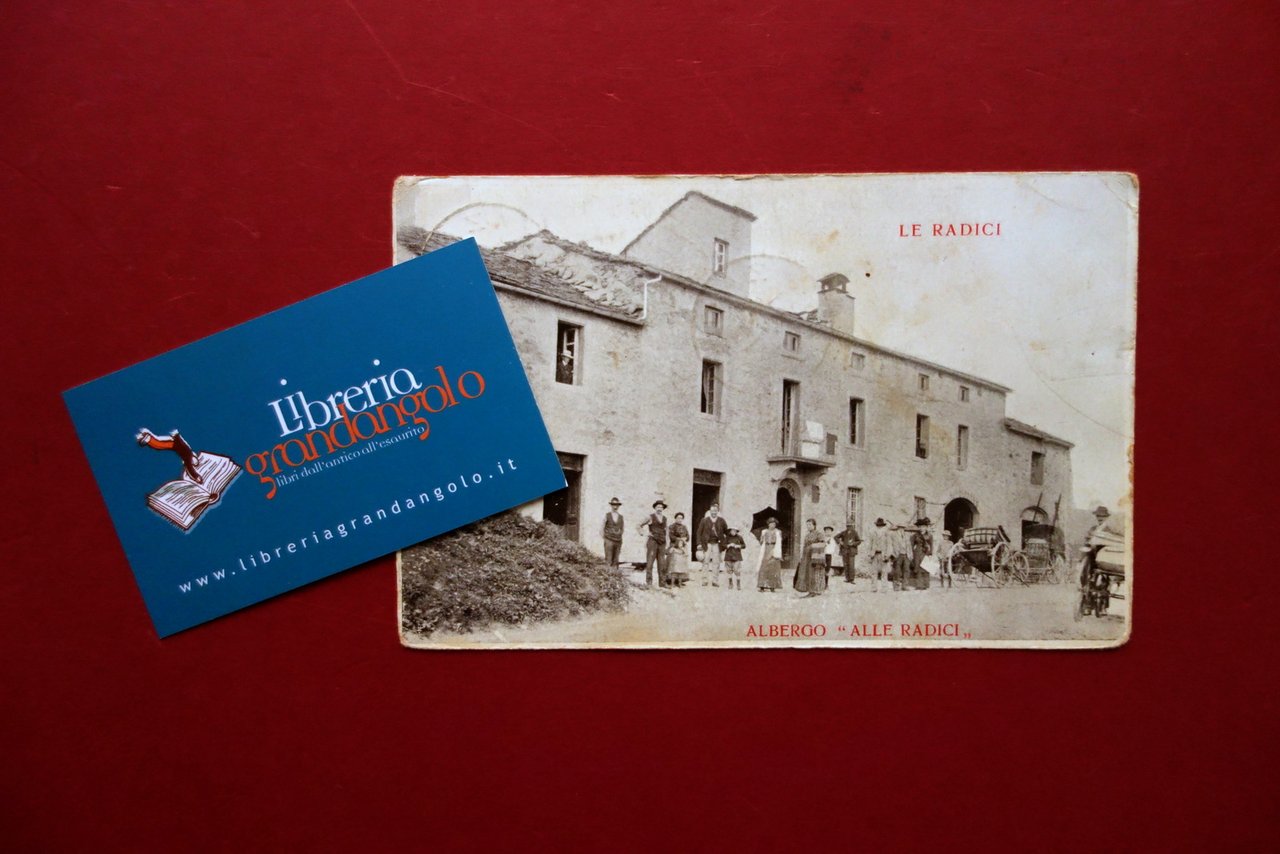 Libreria
grandangolo
libri dall'antico all'esaurito
www.libreriagrandangolo.it
LE RADICI
ALBERGO “ALLE RADICI„